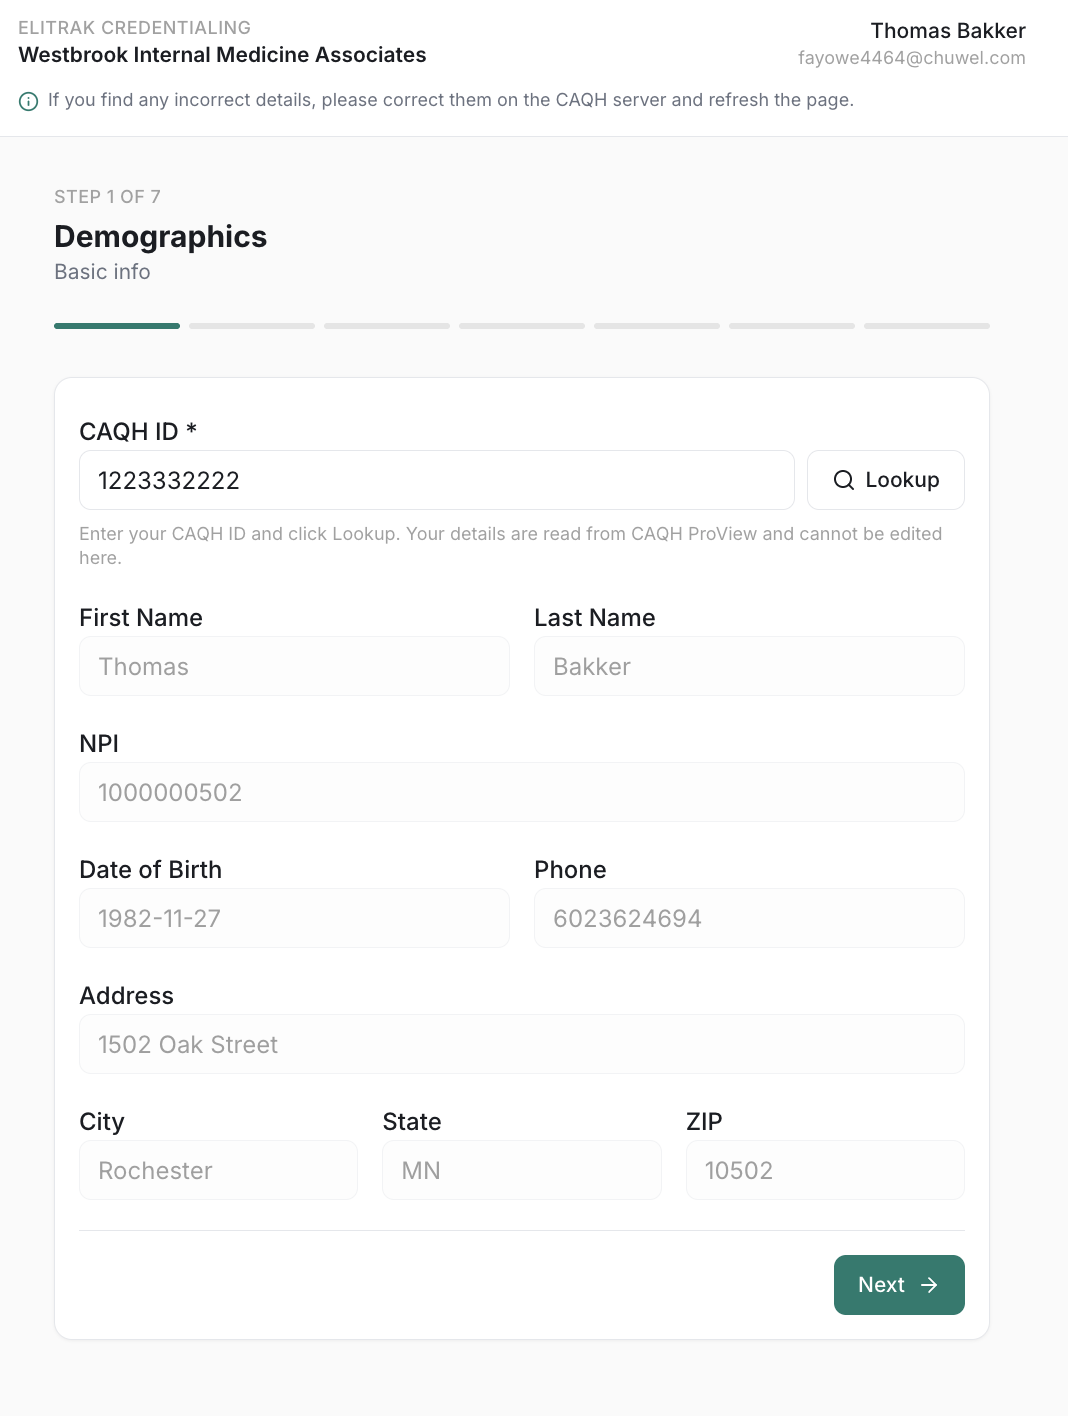 ELITRAK CREDENTIALING
Westbrook Internal Medicine Associates
Thomas Bakker
fayowe4464@chuwel.com
If you find any incorrect details, please correct them on the CAQH server and refresh the page.
STEP 1 OF 7
Demographics
Basic info
CAQH ID *
1223332222
Lookup
Enter your CAQH ID and click Lookup. Your details are read from CAQH ProView and cannot be edited
here.
First Name
Last Name
Thomas
Bakker
NPI
1000000502
Date of Birth
Phone
1982-11-27
6023624694
Address
1502 Oak Street
City
State
ZIP
Rochester
MN
10502
Next